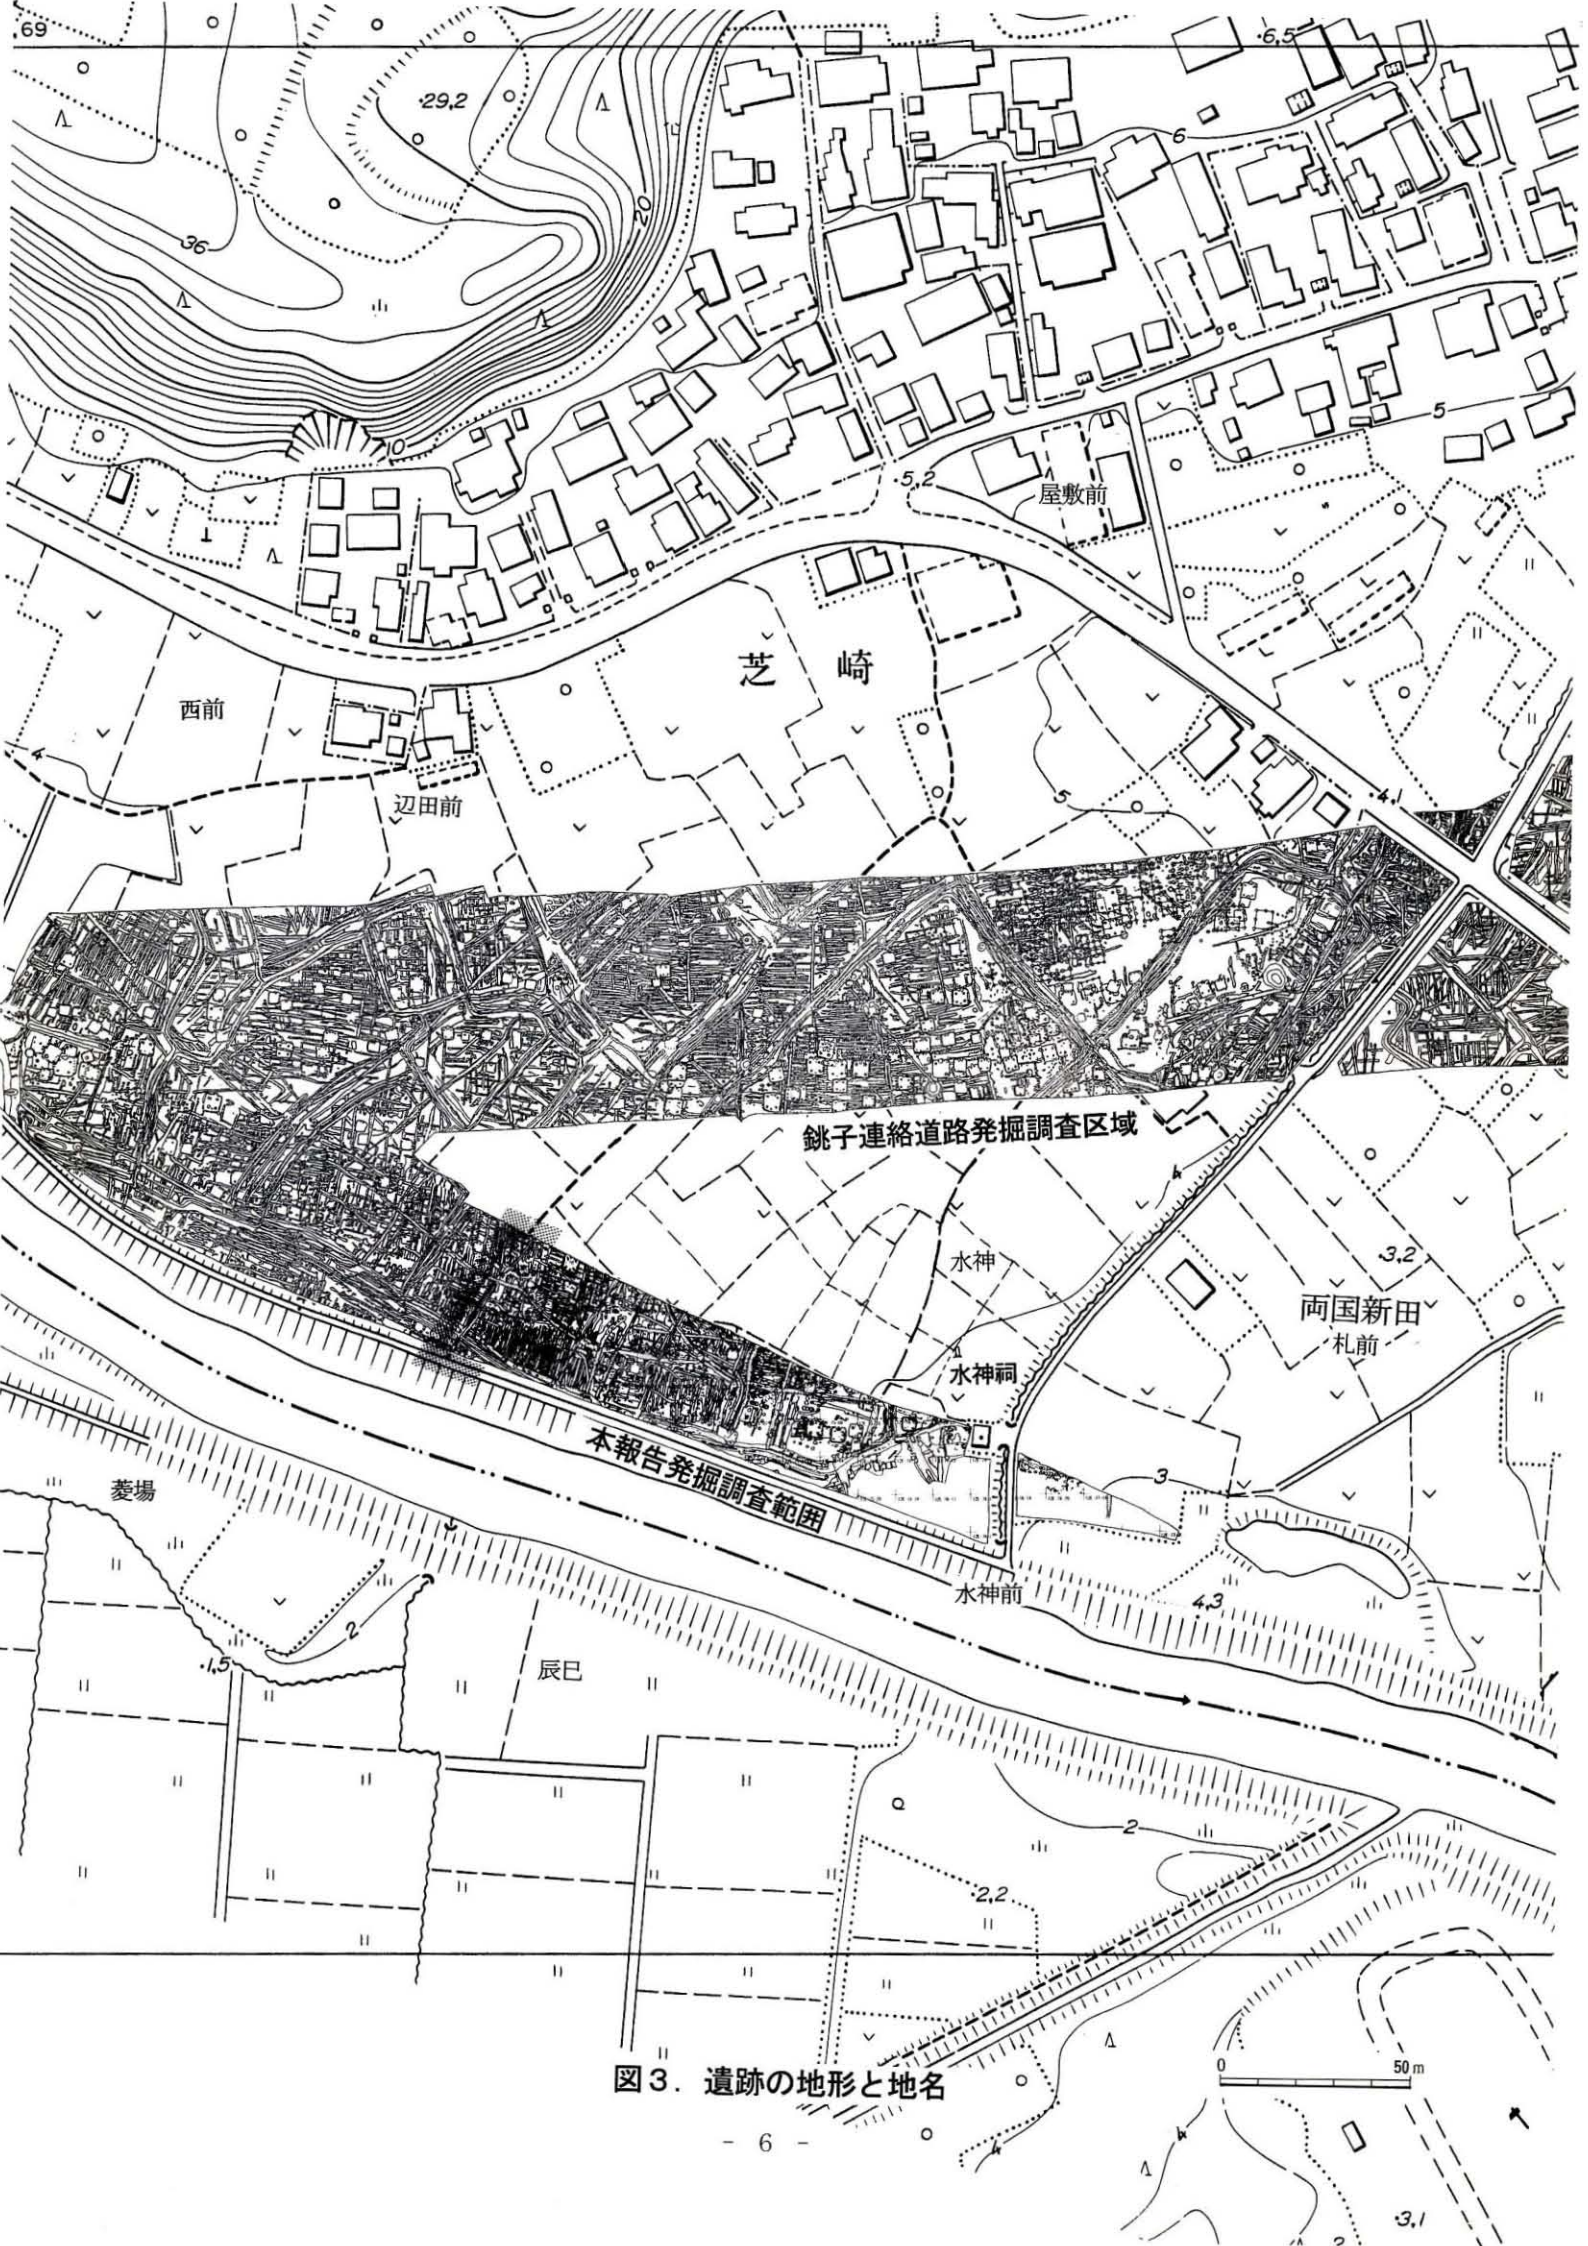 69
6,5
29,2
6
20
36
5
10
5,2
屋敷前
芝崎
西前
4
辺田前
5
4,1
銚子連絡道路発掘調査区域
4
水神
3,2
両国新田
札前
水神祠
本報告発掘調査範囲
3
菱場
水神前
4,3
2
1,5
辰巳
2
2,2
0 50m
図3. 遺跡の地形と地名
- 6 -
4
4
3,1
2